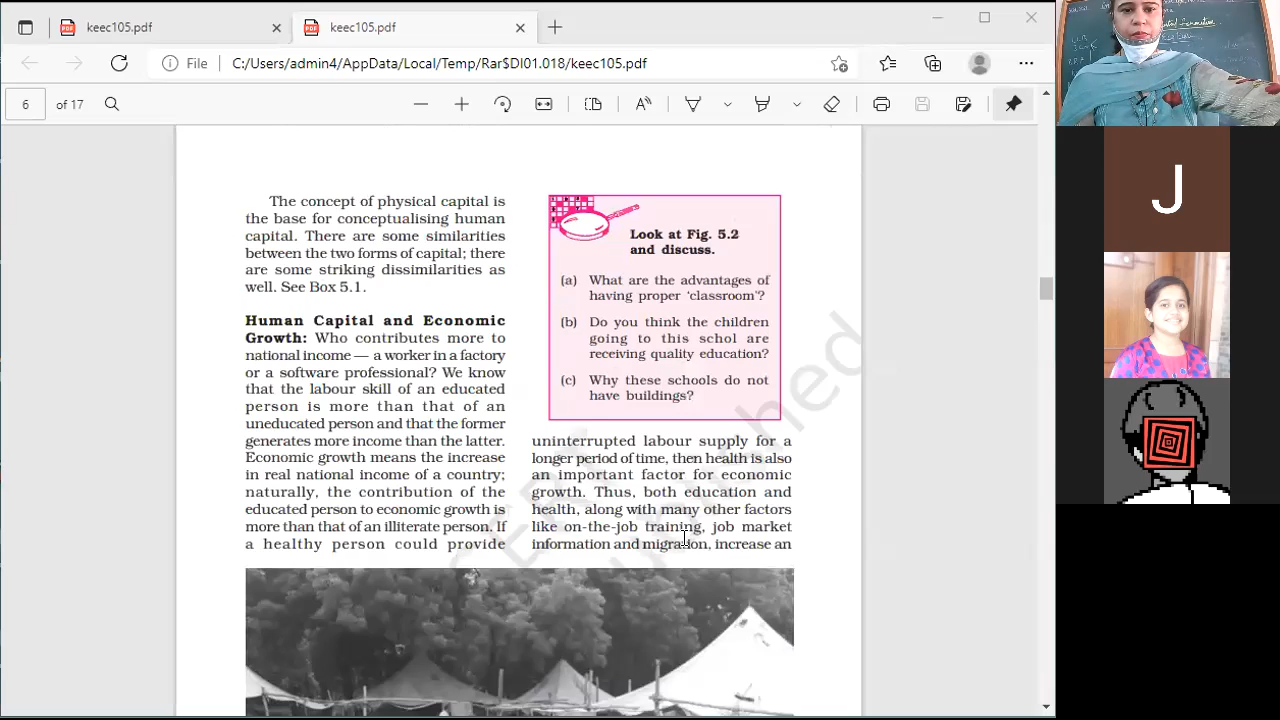 keec105.pdf
keec105.pdf
File
C:/Users/admin4/AppData/Local/Temp/Rar$DI01.018/keec105.pdf
6
of 17
The concept of physical capital is
the base for conceptualising human
capital. There are some similarities
between the two forms of capital; there
are some striking dissimilarities as
well. See Box 5.1.
Human Capital and Economic
Growth: Who contributes more to
national income — a worker in a factory
or a software professional? We know
that the labour skill of an educated
person is more than that of an
uneducated person and that the former
generates more income than the latter.
Economic growth means the increase
in real national income of a country;
naturally, the contribution of the
educated person to economic growth is
more than that of an illiterate person. If
a healthy person could provide
Look at Fig. 5.2
and discuss.
(a) What are the advantages of
having proper ‘classroom’?
(b) Do you think the children
going to this schol are
receiving quality education?
(c) Why these schools do not
have buildings?
uninterrupted labour supply for a
longer period of time, then health is also
an important factor for economic
growth. Thus, both education and
health, along with many other factors
like on-the-job training, job market
information and migration, increase an
J